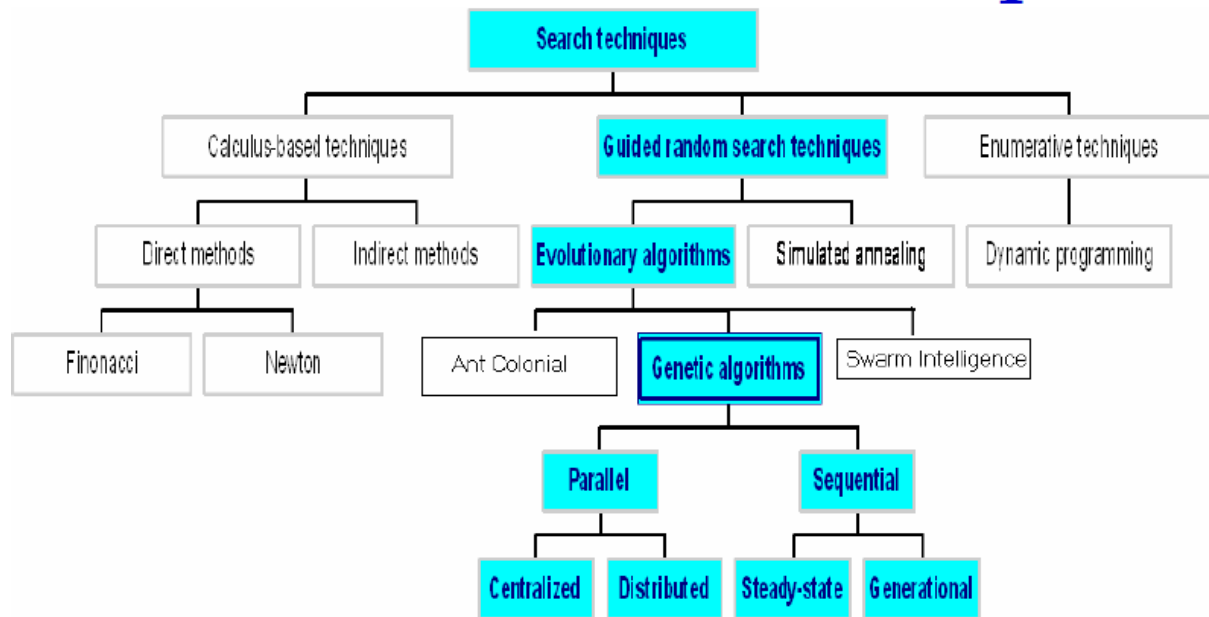 Search techniques
Calculus-based techniques
Guided random search techniques
Enumerative techniques
Direct methods
Indirect methods
Evolutionary algorithms
Simulated annealing
Dynamic programming
Finonacci
Newton
Ant Colonial
Genetic algorithms
Swarm Intelligence
Parallel
Sequential
Centralized
Distributed
Steady-state
Generational